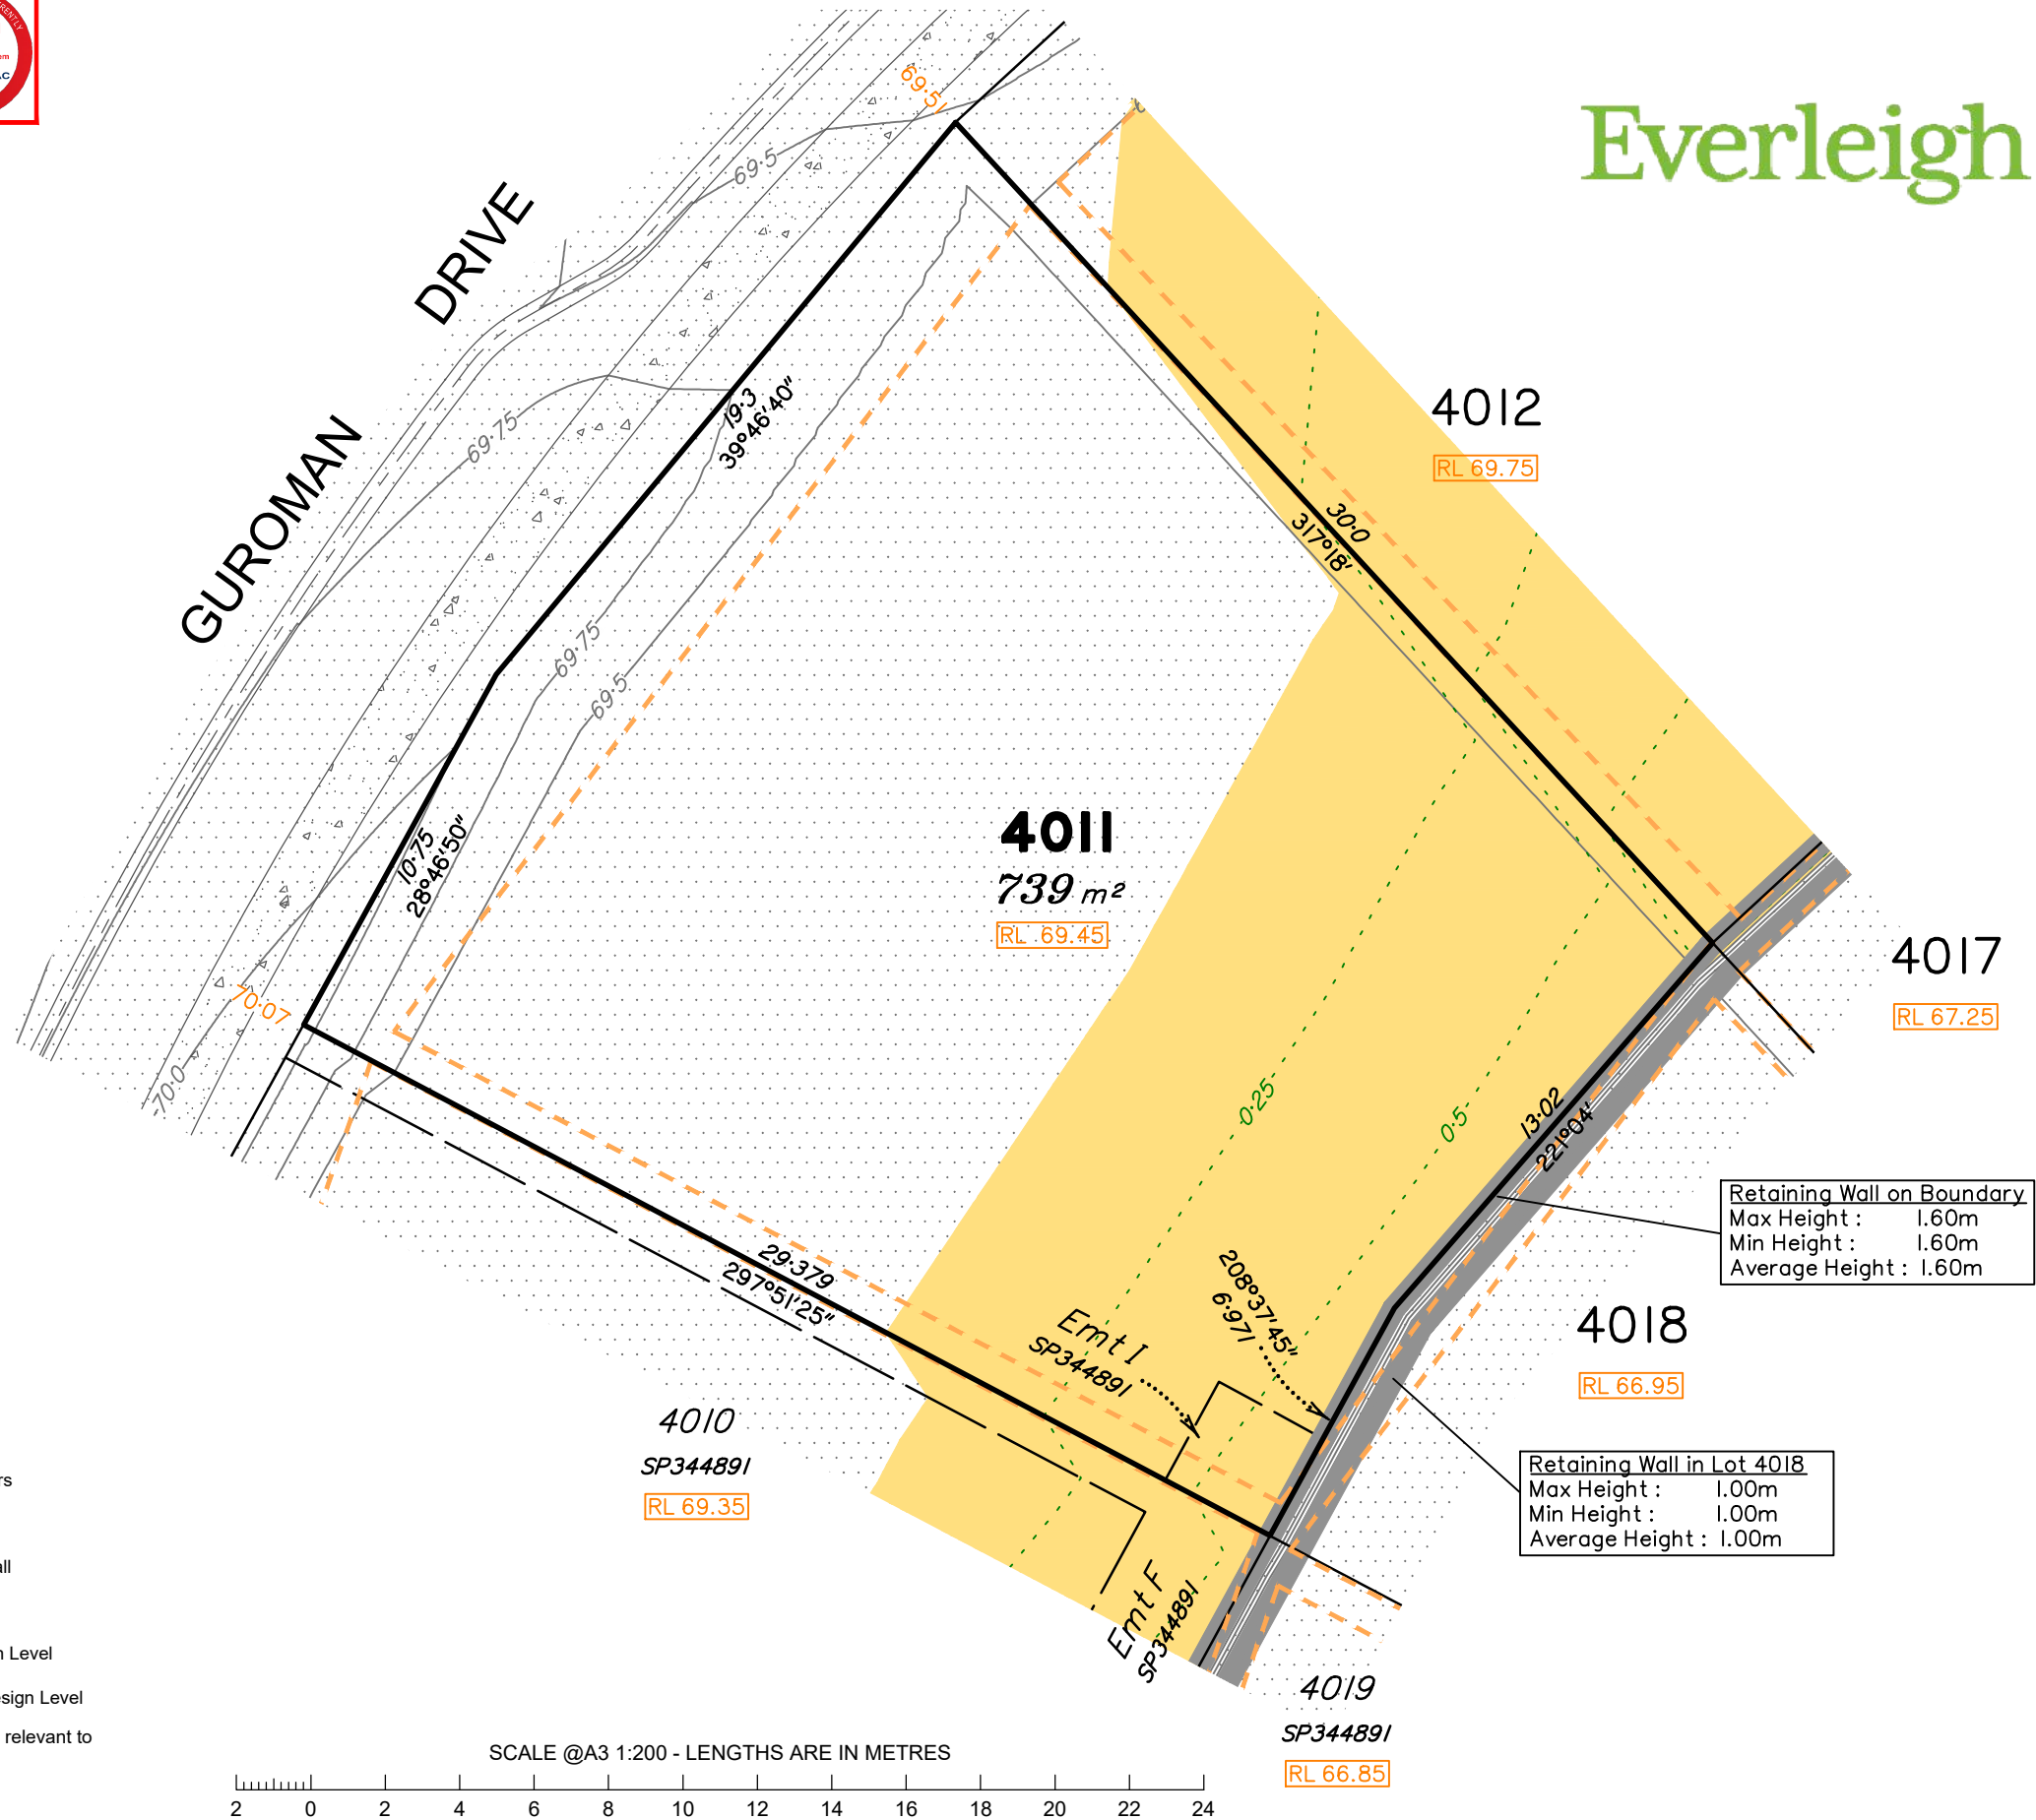 Everleigh
GUROMAN DRIVE
69·51
69·5
69·75
19·3
39°46'40"
69·75
69·5
10·75
28°46'50"
70·07
70·0
4012
RL 69.75
30·0
317°18'
4011
739 m²
RL 69.45
4017
RL 67.25
0·25
0·5
13·02
221°04'
Retaining Wall on Boundary
Max Height : 1.60m
Min Height : 1.60m
Average Height : 1.60m
29·379
297°51'25"
Emt I
SP344891
208°37'45"
6·971
4018
RL 66.95
4010
SP344891
RL 69.35
Retaining Wall in Lot 4018
Max Height : 1.00m
Min Height : 1.00m
Average Height : 1.00m
Emt F
SP344891
4019
SP344891
RL 66.85
all
n Level
sign Level
relevant to
SCALE @A3 1:200 - LENGTHS ARE IN METRES
2 0 2 4 6 8 10 12 14 16 18 20 22 24